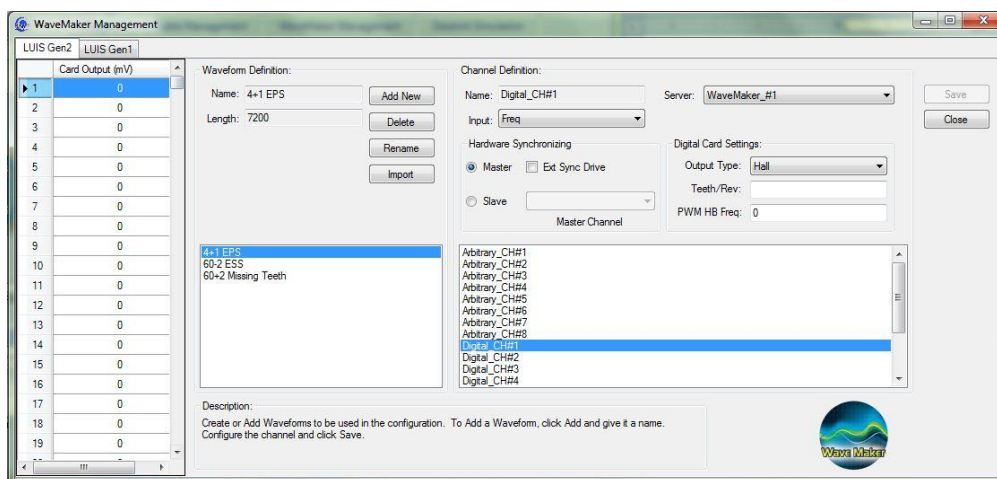 WaveMaker Management
LUIS Gen2
LUIS Gen1
Card Output (mV)
1 0
2 0
3 0
4 0
5 0
6 0
7 0
8 0
9 0
10 0
11 0
12 0
13 0
14 0
15 0
16 0
17 0
18 0
19 0
Waveform Definition:
Name: 4+1 EPS
Length: 7200
Add New
Delete
Rename
Import
4+1 EPS
60-2 ESS
60+2 Missing Teeth
Channel Definition:
Name: Digital_CH#1
Server: WaveMaker_#1
Input: Freq
Hardware Synchronizing
Master
Ext Sync Drive
Slave
Master Channel
Digital Card Settings:
Output Type: Hall
Teeth/Rev:
PWM HB Freq: 0
Save
Close
Arbitrary_CH#1
Arbitrary_CH#2
Arbitrary_CH#3
Arbitrary_CH#4
Arbitrary_CH#5
Arbitrary_CH#6
Arbitrary_CH#7
Arbitrary_CH#8
Digital_CH#1
Digital_CH#2
Digital_CH#3
Digital_CH#4
Description:
Create or Add Waveforms to be used in the configuration. To Add a Waveform, click Add and give it a name.
Configure the channel and click Save.
Wave Maker